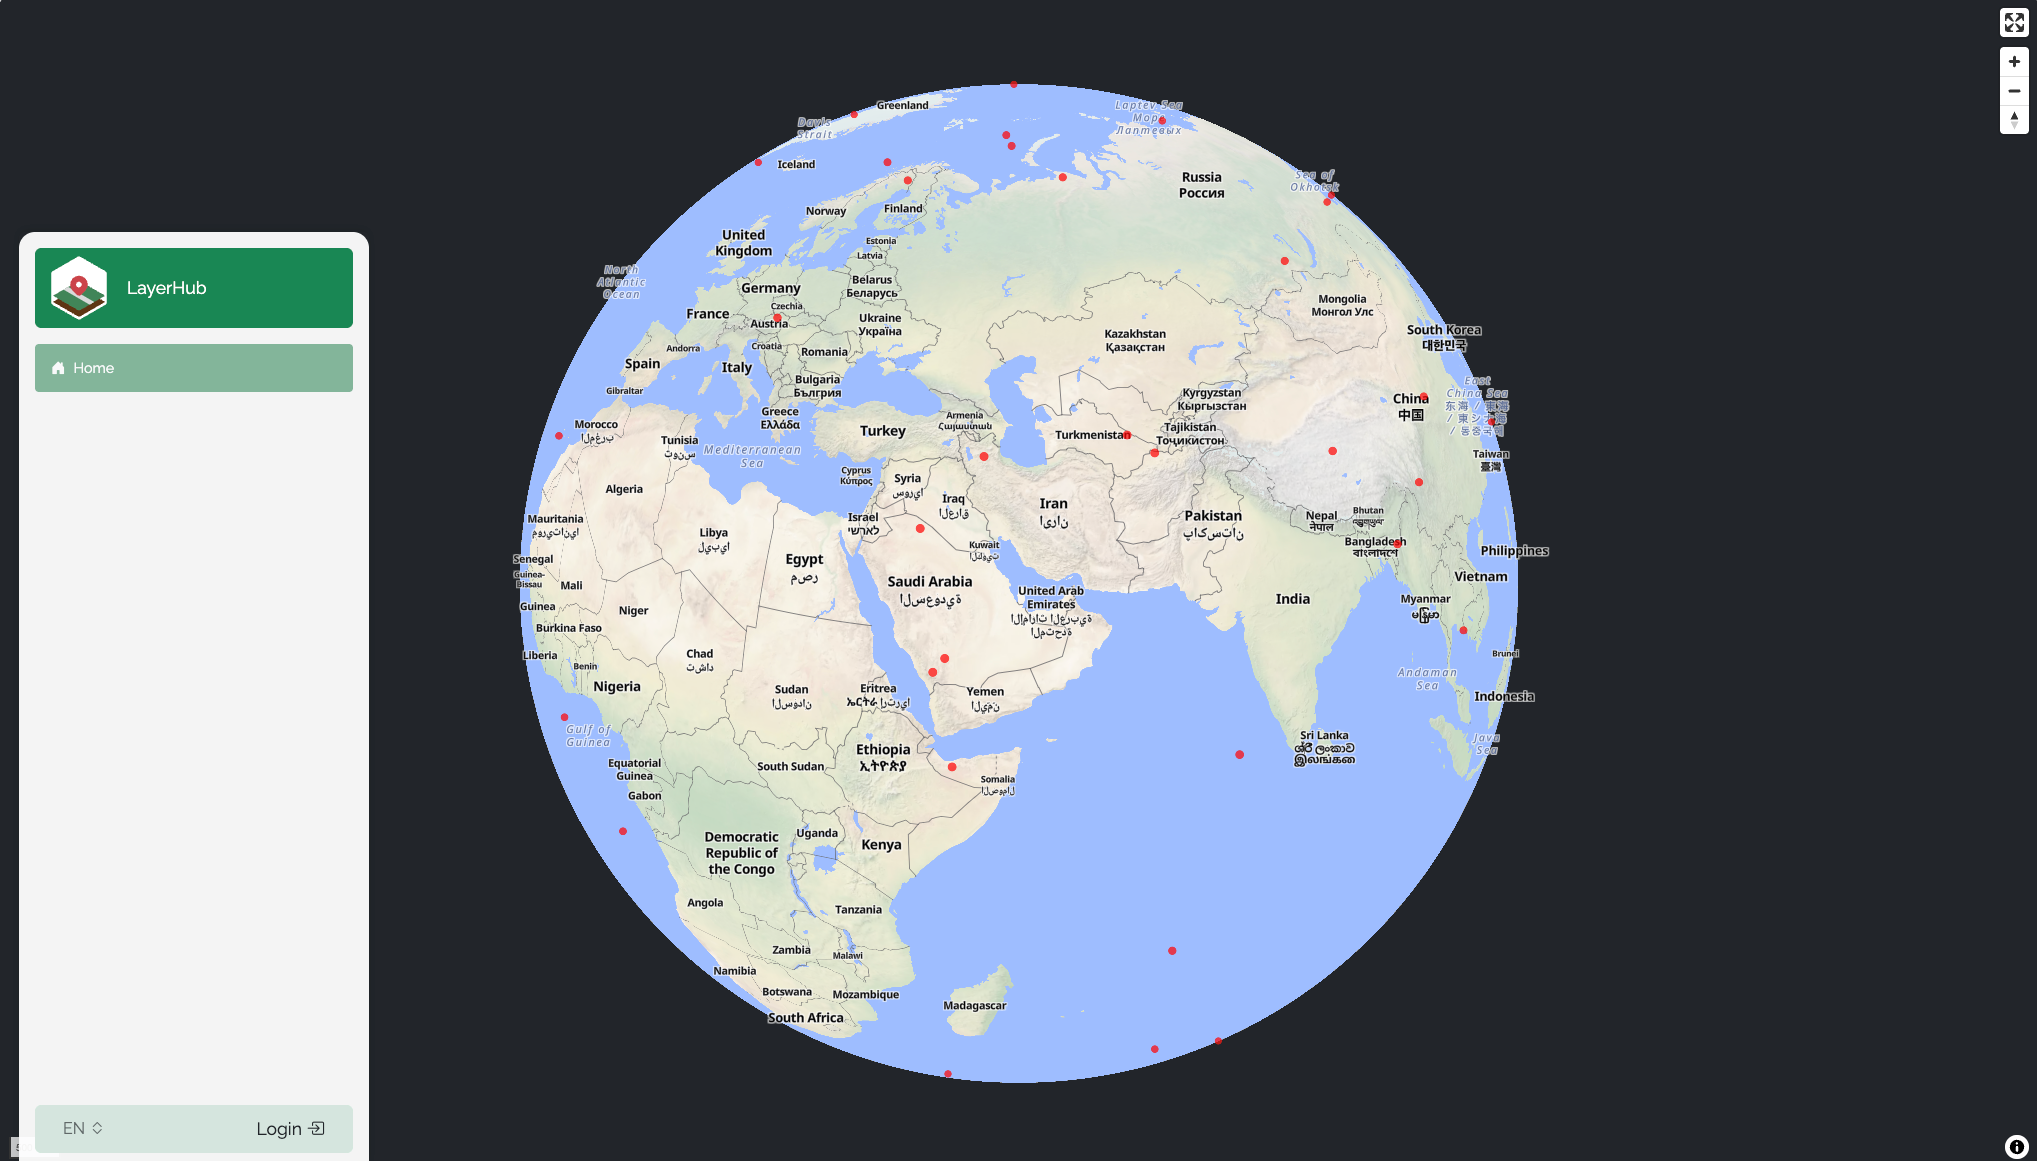 LayerHub
Home
EN
Login
Greenland
Davis
Strait
Iceland
Laptev Sea
Море
Лаптевых
Russia
Россия
Sea of
Okhotsk
Norway
Finland
United
Kingdom
Estonia
Latvia
North
Atlantic
Ocean
Belarus
Беларусь
Germany
Czechia
France
Austria
Ukraine
Україна
Mongolia
Монгол Улс
South Korea
대한민국
Kazakhstan
Қазақстан
Andorra
Croatia
Romania
Spain
Italy
Gibraltar
Bulgaria
България
Greece
Ελλάδα
Kyrgyzstan
Кыргызстан
China
中国
East
China Sea
东海 / 東海
/ 東シナ海
/ 동중국해
Armenia
Հայաստան
Turkey
Turkmenistan
Tajikistan
Тоҷикистон
Morocco
المغرب
Tunisia
تونس
Mediterranean
Sea
Taiwan
臺灣
Cyprus
Κύπρος
Syria
سوريا
Algeria
Iraq
العراق
Iran
ایران
Mauritania
موريتانيا
Israel
ישראל
Libya
ليبيا
Pakistan
پاکستان
Nepal
नेपाल
Bhutan
Kuwait
الكويت
Bangladesh
বাংলাদেশ
Philippines
Senegal
Egypt
مصر
Guinea-
Bissau
Mali
Saudi Arabia
السعودية
United Arab
Emirates
الإمارات العربية
المتحدة
Vietnam
India
Myanmar
မြန်မာ
Guinea
Niger
Burkina Faso
Liberia
Benin
Chad
تشاد
Brunei
Andaman
Sea
Nigeria
Sudan
السودان
Eritrea
ኤርትራ إرتريا
Yemen
اليمن
Indonesia
Gulf of
Guinea
Ethiopia
ኢትዮጵያ
Sri Lanka
ශ්‍රී ලංකාව
இலங்கை
Java
Sea
Equatorial
Guinea
South Sudan
Somalia
الصومال
Gabon
Democratic
Republic of
the Congo
Uganda
Kenya
Angola
Tanzania
Zambia
Malawi
Namibia
Botswana
Mozambique
Madagascar
South Africa